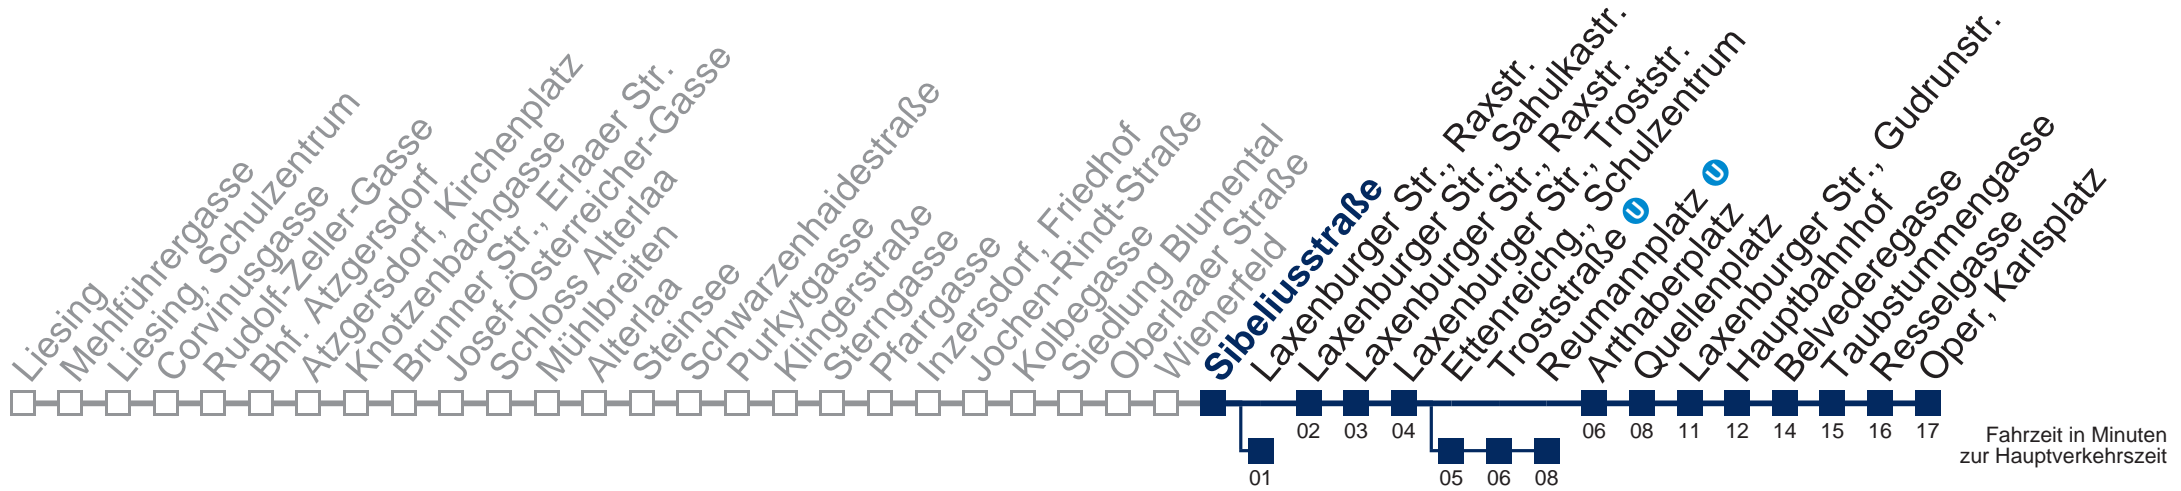 Liesing
Mehlführergasse
Liesing, Schulzentrum
Corvinusgasse
Rudolf-Zeller-Gasse
Bhf. Atzgersdorf
Atzgersdorf, Kirchenplatz
Knotzenbachgasse
Brunner Str., Erlaaer Str.
Josef-Österreicher-Gasse
Schloss Alterlaa
Mühlbreiten
Alterlaa
Steinsee
Schwarzenhaidestraße
Purkytgasse
Klingerstraße
Sterngasse
Pfarrgasse
Inzersdorf, Friedhof
Jochen-Rindt-Straße
Kolbegasse
Siedlung Blumental
Oberlaaer Straße
Wienerfeld
Sibeliusstraße
Laxenburger Str., Raxstr.
Laxenburger Str., Sahulkastr.
Laxenburger Str., Raxstr.
Laxenburger Str., Troststr.
Ettenreichg., Schulzentrum
Troststraße U
Reumannplatz U
Arthaberplatz
Quellenplatz
Laxenburger Str., Gudrunstr.
Hauptbahnhof
Belvederegasse
Taubstummengasse
Resselgasse
Oper, Karlsplatz
02 03 04 06 08 11 12 14 15 16 17
01 05 06 08
Fahrzeit in Minuten
zur Hauptverkehrszeit